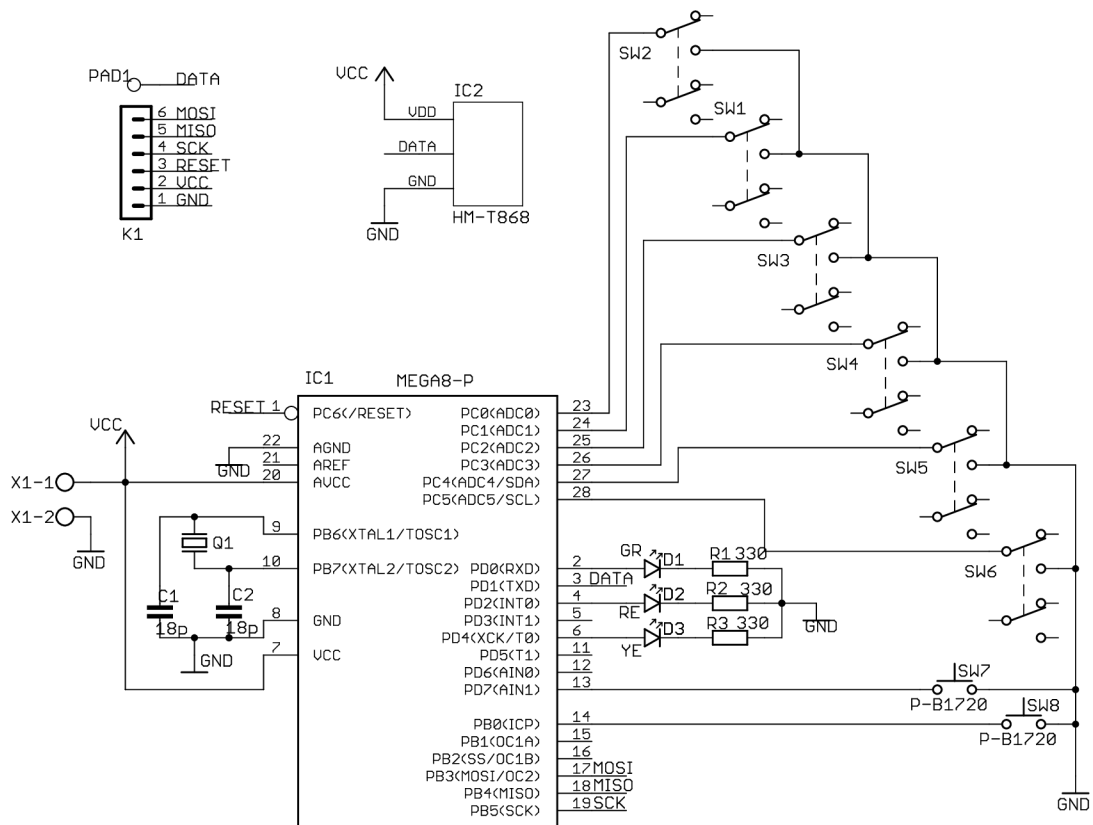 SW2
PAD1 DATA
VCC
IC2
6 MOSI
5 MISO
4 SCK
3 RESET
2 VCC
1 GND
K1
VDD
DATA
GND
HM-T868
GND
SW1
SW3
SW4
SW5
SW6
IC1
MEGA8-P
RESET 1
PC6(/RESET)
22
AGND
GND
21
AREF
20
AVCC
VCC
X1-1
X1-2
GND
9
PB6(XTAL1/TOSC1)
Q1
10
PB7(XTAL2/TOSC2)
C1
18p
C2
18p
8
GND
GND
7
VCC
PC0(ADC0) 23
PC1(ADC1) 24
PC2(ADC2) 25
PC3(ADC3) 26
PC4(ADC4/SDA) 27
PC5(ADC5/SCL) 28
PD0(RXD) 2
GR D1 R1 330
PD1(TXD) 3 DATA
PD2(INT0) 4
RE D2 R2 330
GND
PD3(INT1) 5
PD4(XCK/T0) 6
YE D3 R3 330
PD5(T1) 11
PD6(AIN0) 12
PD7(AIN1) 13
SW7
P-B1720
PB0(ICP) 14
SW8
P-B1720
PB1(OC1A) 15
PB2(SS/OC1B) 16
PB3(MOSI/OC2) 17 MOSI
PB4(MISO) 18 MISO
PB5(SCK) 19 SCK
GND